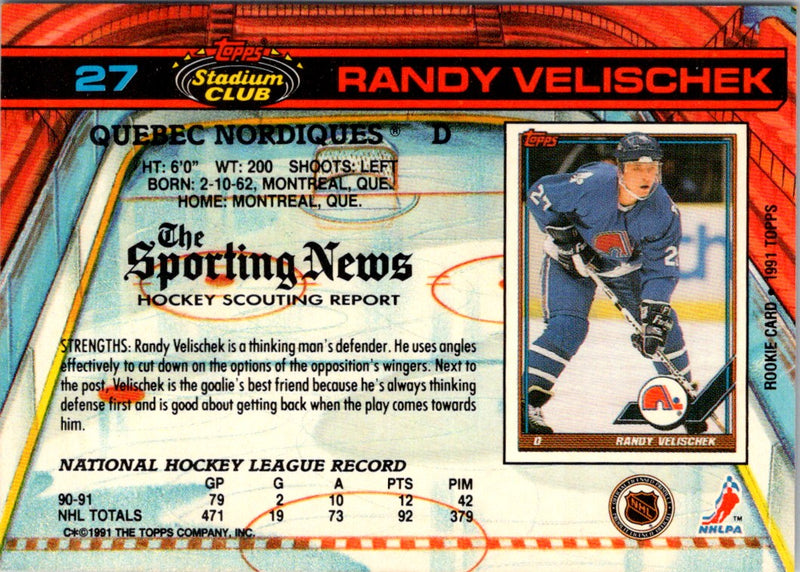 27
Topps
Stadium
CLUB
RANDY VELISCHEK
QUEBEC NORDIQUES® D
HT: 6'0" WT: 200 SHOOTS: LEFT
BORN: 2-10-62, MONTREAL, QUE.
HOME: MONTREAL, QUE.
The
Sporting News
HOCKEY SCOUTING REPORT
STRENGTHS: Randy Velischek is a thinking man's defender. He uses angles
effectively to cut down on the options of the opposition's wingers. Next to
the post, Velischek is the goalie's best friend because he's always thinking
defense first and is good about getting back when the play comes towards
him.
Topps
27
2
ch
D RANDY VELISCHEK
ROOKIE CARD - 1991 TOPPS
NATIONAL HOCKEY LEAGUE RECORD
GP G A PTS PIM
90-91 79 2 10 12 42
NHL TOTALS 471 19 73 92 379
C*©1991 THE TOPPS COMPANY, INC.
NHL
NHLPA™